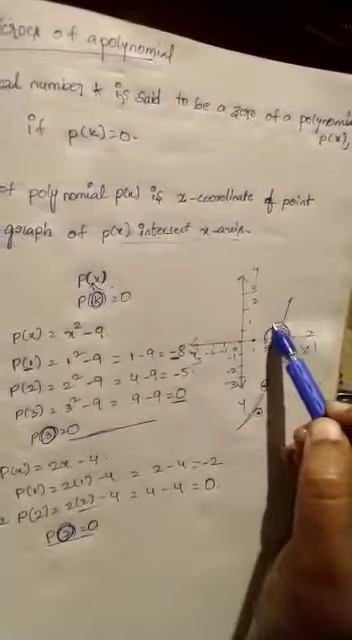 of a polynomial
number k is said to be a zero of a polynomial
p(x),
if p(k)=0.
of polynomial p(x) is x-coordinate of point
graph of p(x) intersect x-axis.
p(x)
p(k)=0
p(x) = x²-9
p(1) = 1²-9 = 1-9 = -8
p(2) = 2²-9 = 4-9 = -5
p(3) = 3²-9 = 9-9 = 0
p(3)=0
p(x) = 2x-4
p(1) = 2(1)-4 = 2-4 = -2
p(2) = 2(2)-4 = 4-4 = 0
=0